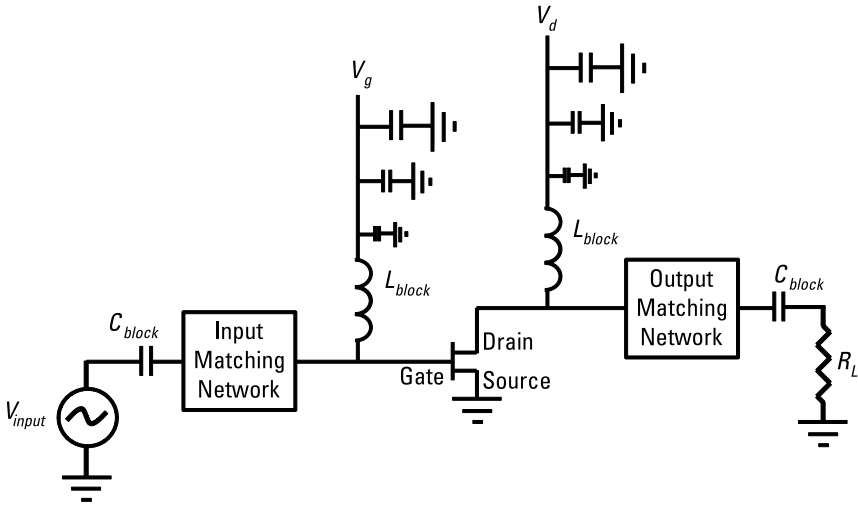 V_d
V_g
L_block
L_block
C_block
Input
Matching
Network
Output
Matching
Network
C_block
Drain
Gate
Source
R_L
V_input